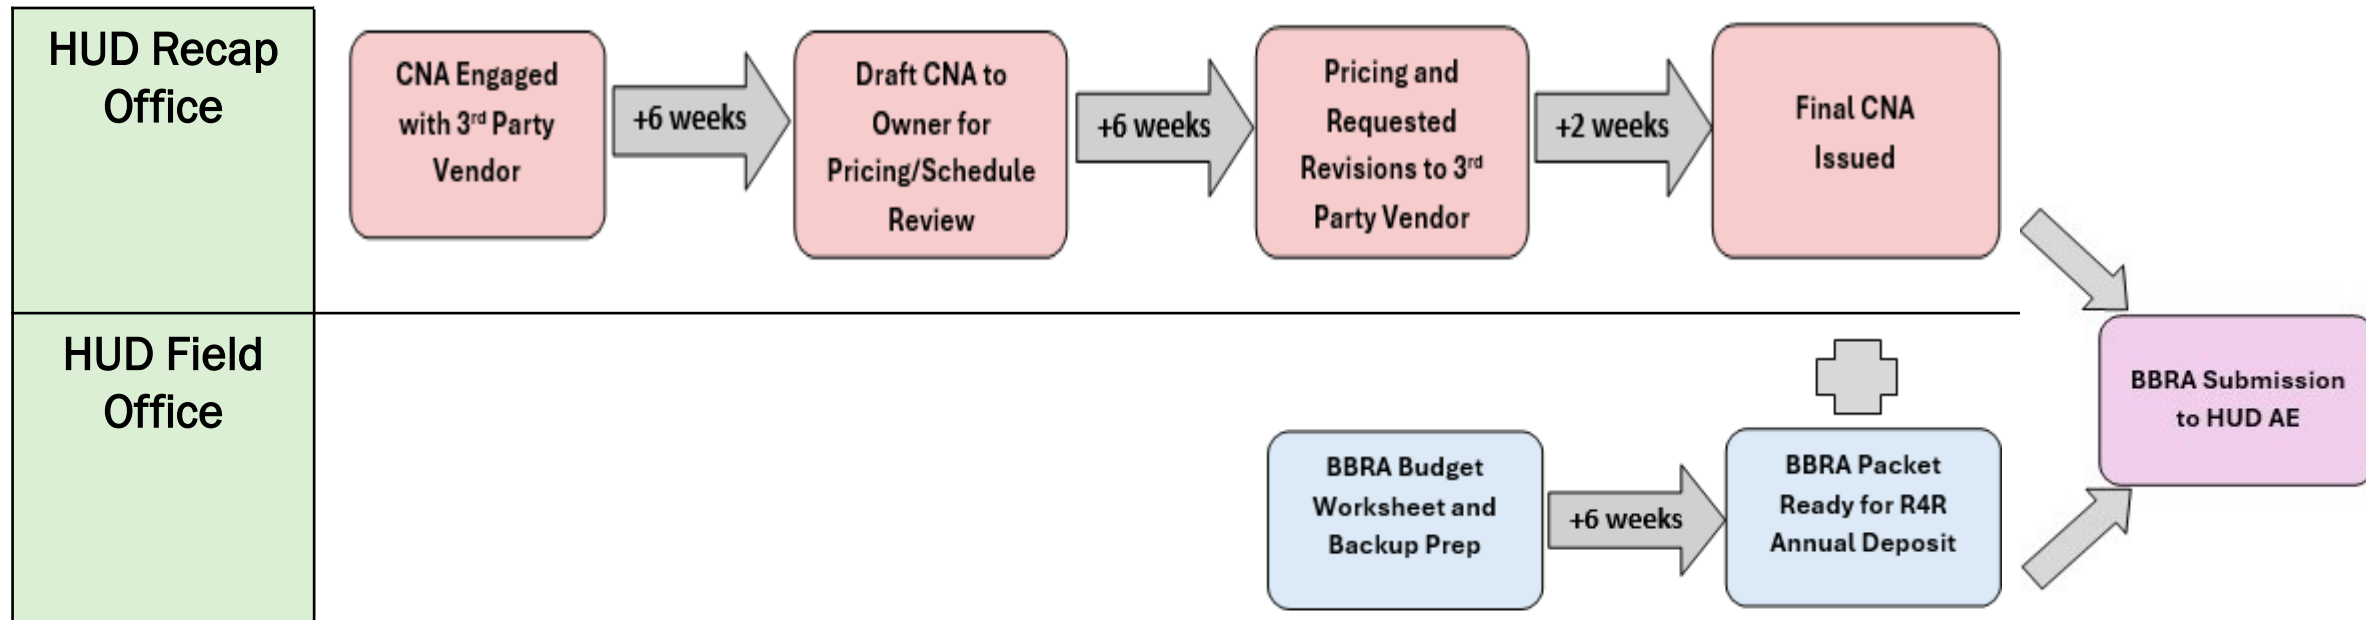 HUD Recap
Office
CNA Engaged
with 3rd Party
Vendor
+6 weeks
Draft CNA to
Owner for
Pricing/Schedule
Review
+6 weeks
Pricing and
Requested
Revisions to 3rd
Party Vendor
+2 weeks
Final CNA
Issued
HUD Field
Office
BBRA Budget
Worksheet and
Backup Prep
+6 weeks
BBRA Packet
Ready for R4R
Annual Deposit
BBRA Submission
to HUD AE